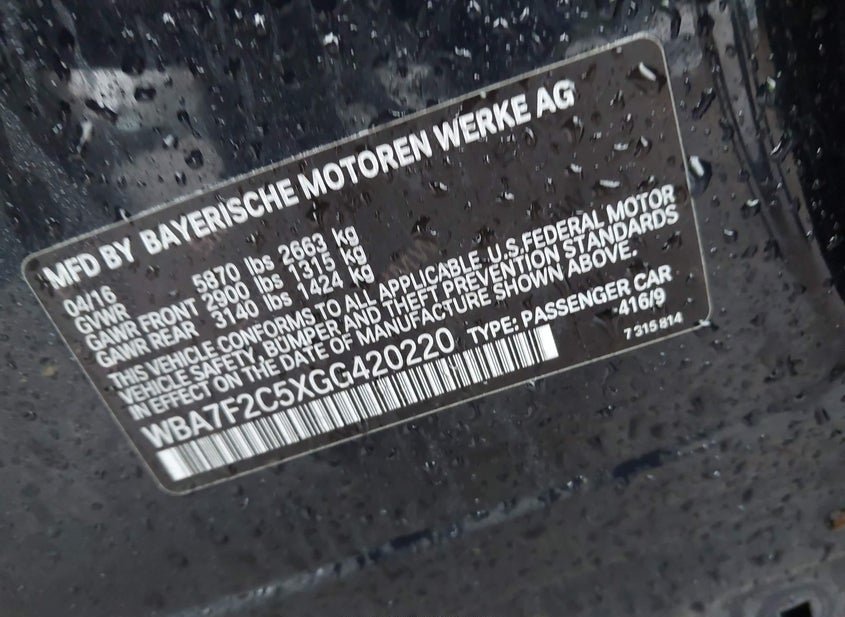 MFD BY BAYERISCHE MOTOREN WERKE AG
04/16
GVWR 5870 lbs 2663 kg
GAWR FRONT 2900 lbs 1315 kg
GAWR REAR 3140 lbs 1424 kg
THIS VEHICLE CONFORMS TO ALL APPLICABLE U.S. FEDERAL MOTOR
VEHICLE SAFETY, BUMPER AND THEFT PREVENTION STANDARDS
IN EFFECT ON THE DATE OF MANUFACTURE SHOWN ABOVE.
WBA7F2C5XGG420220 TYPE: PASSENGER CAR
-416/9
7 315 814